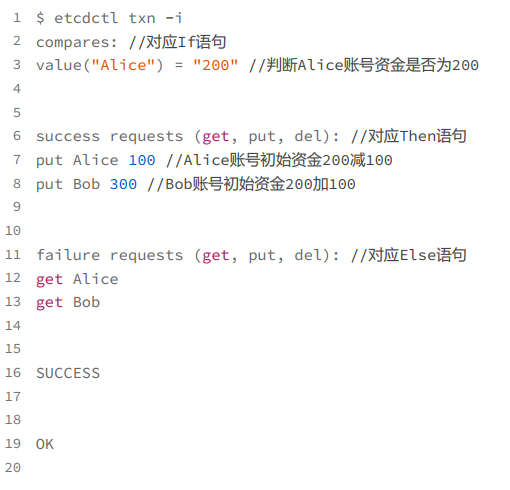 1 $ etcdctl txn -i
2 compares: //对应If语句
3 value("Alice") = "200" //判断Alice账号资金是否为200
4
5
6 success requests (get, put, del): //对应Then语句
7 put Alice 100 //Alice账号初始资金200减100
8 put Bob 300 //Bob账号初始资金200加100
9
10
11 failure requests (get, put, del): //对应Else语句
12 get Alice
13 get Bob
14
15
16 SUCCESS
17
18
19 OK
20